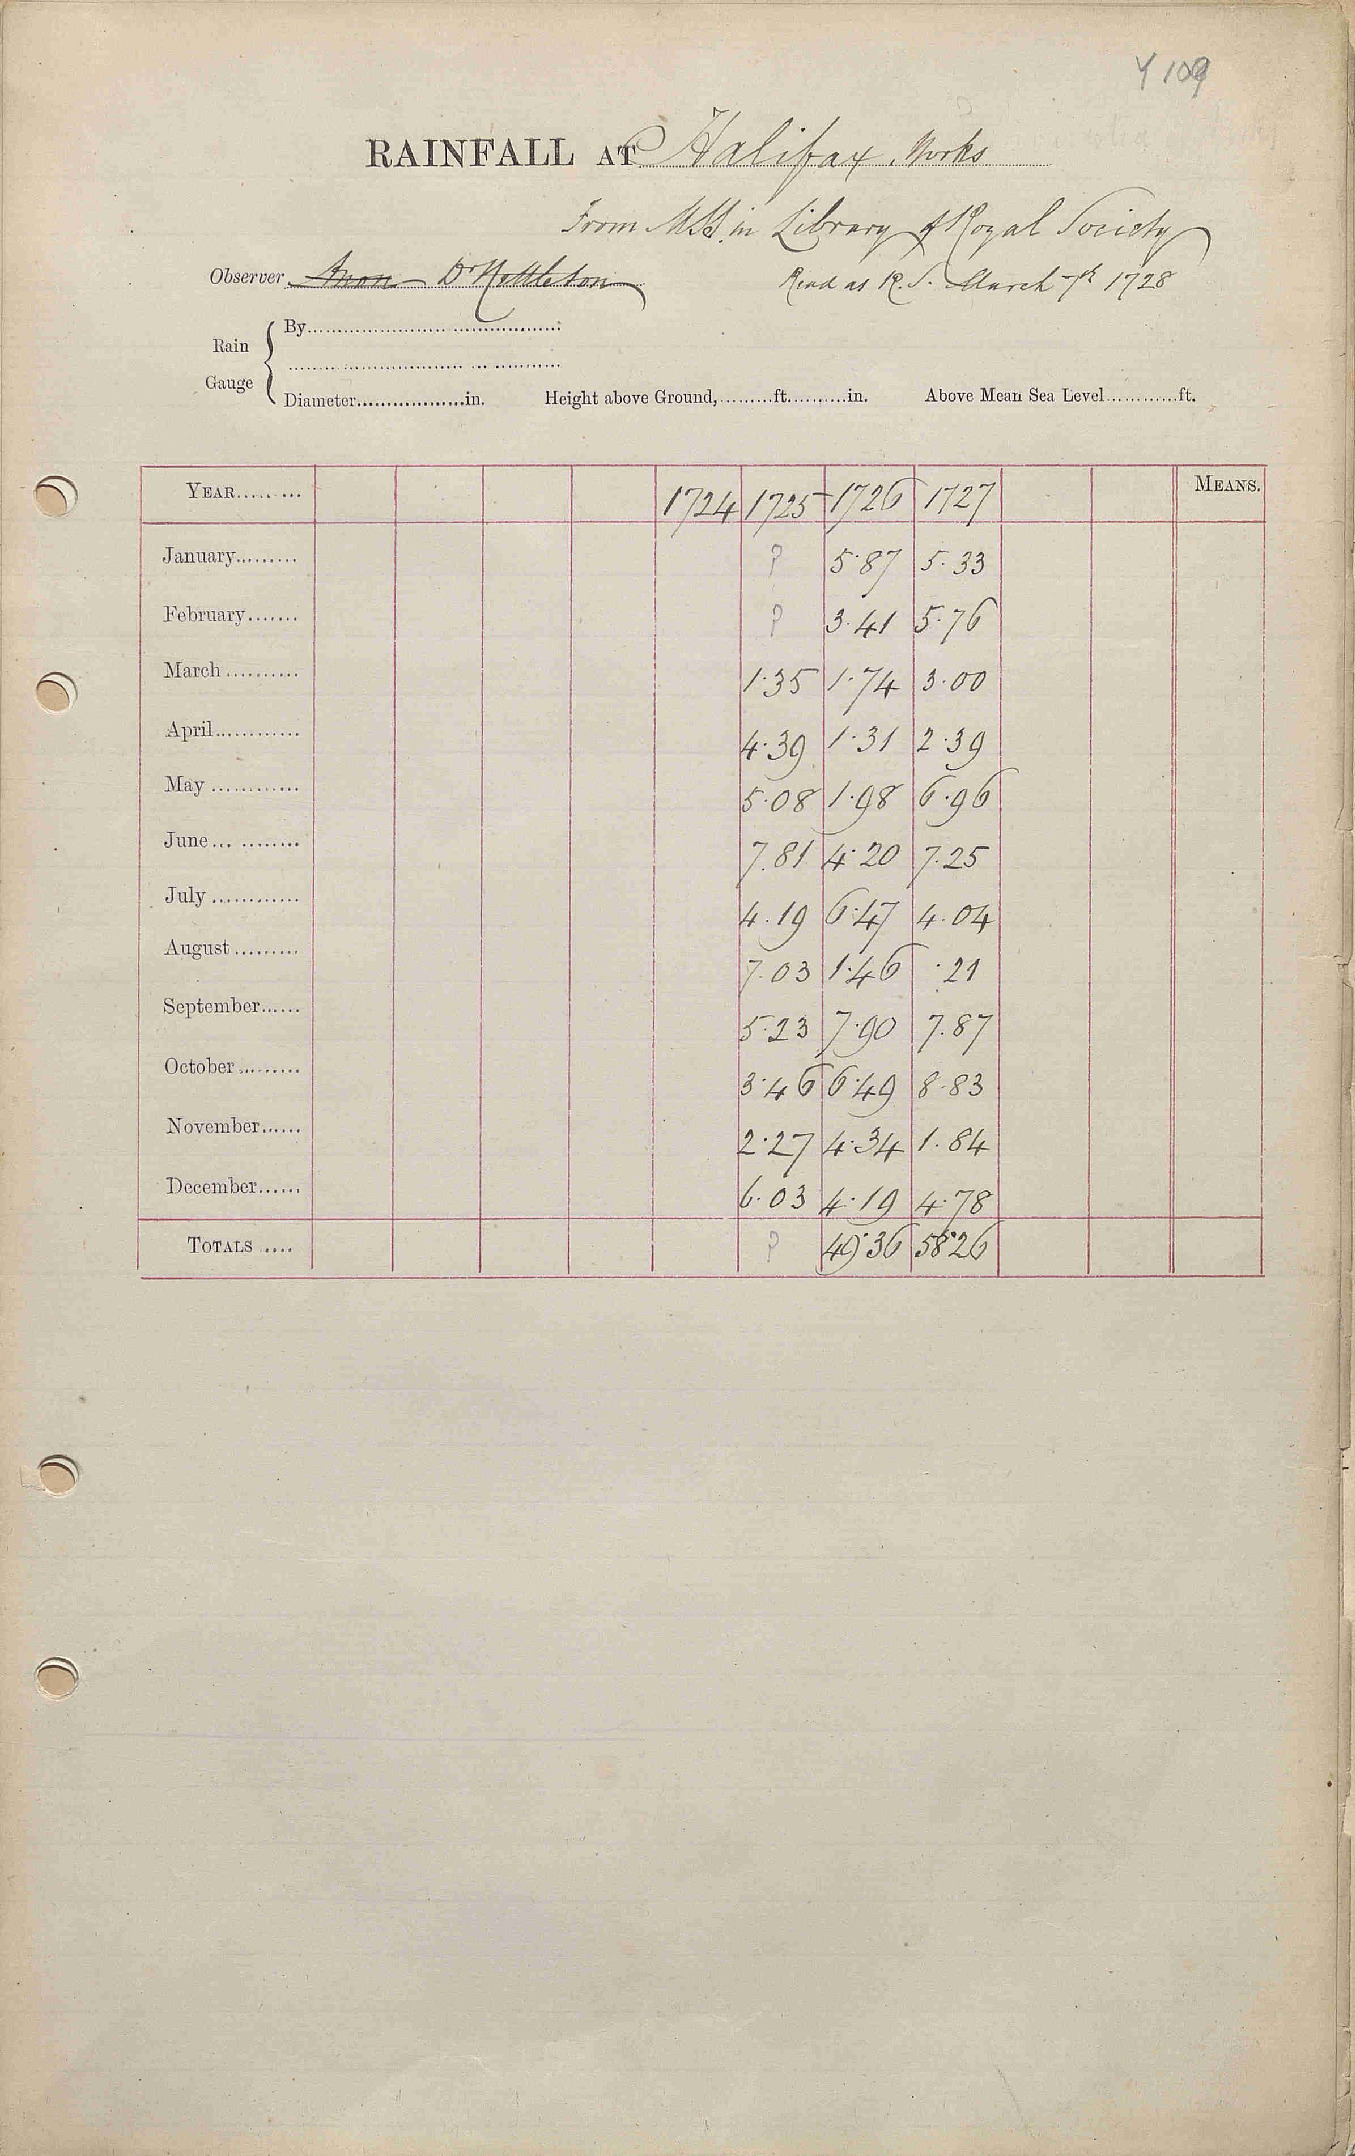 Y 109
RAINFALL AT Halifax, Yorks
From MSS. in Library of Royal Society
Observer Anon Dr Nettleton Read at R. S. March 7th 1728
By
Rain
Gauge
Diameter in. Height above Ground, ft. in. Above Mean Sea Level ft.
YEAR 1724 1725 1726 1727 MEANS.
January ? 5.87 5.33
February ? 3.41 5.76
March 1.35 1.74 3.00
April 4.39 1.31 2.39
May 5.08 1.98 6.96
June 7.81 4.20 7.25
July 4.19 6.47 4.04
August 7.03 1.46 .21
September 5.23 7.90 7.87
October 3.46 6.49 8.83
November 2.27 4.34 1.84
December 6.03 4.19 4.78
TOTALS ? 49.36 58.26